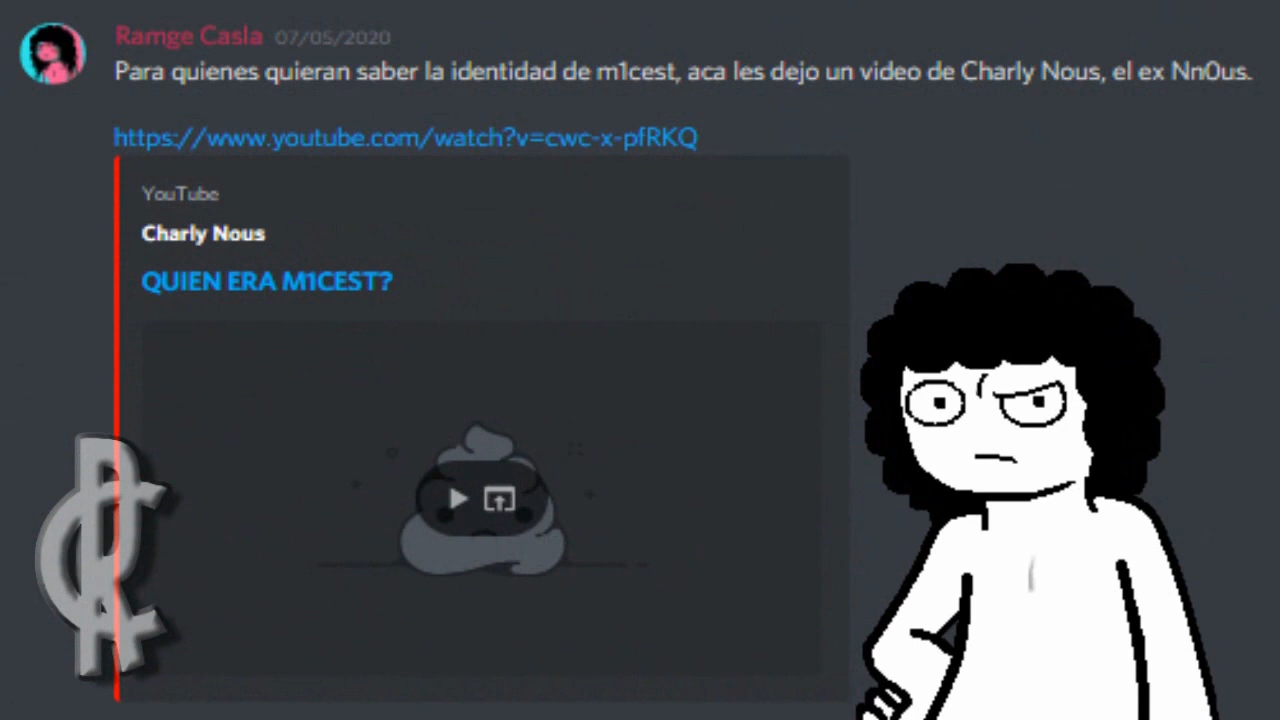 Ramge Casla 07/05/2020
Para quienes quieran saber la identidad de m1cest, aca les dejo un video de Charly Nous, el ex Nn0us.
https://www.youtube.com/watch?v=cwc-x-pfRKQ
YouTube
Charly Nous
QUIEN ERA M1CEST?